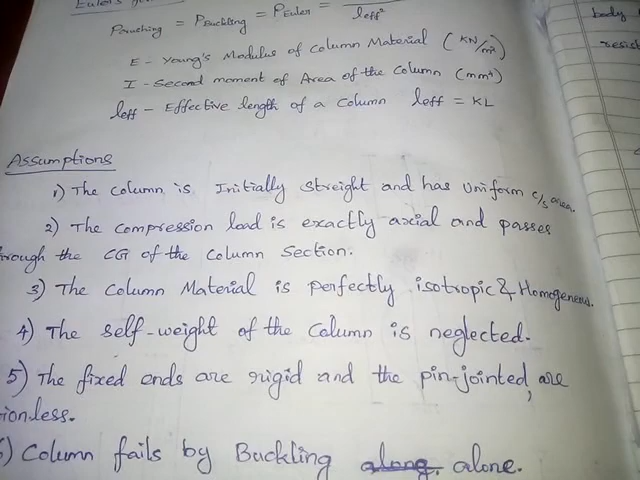 Euler's
Pcrushing = PBuckling = PEuler =
leff²
E - Young's Modulus of Column Material (KN/m²)
I - Second moment of Area of the Column (mm⁴)
leff - Effective length of a column leff = KL
body
resist
Assumptions
1) The column is Initially streight and has uniform c/s area.
2) The compression load is exactly axial and passes
through the CG of the column section.
3) The column Material is perfectly isotropic & Homogeneous.
4) The self-weight of the column is neglected.
5) The fixed ends are rigid and the pin-jointed, are
ionless.
6) Column fails by Buckling along. alone.